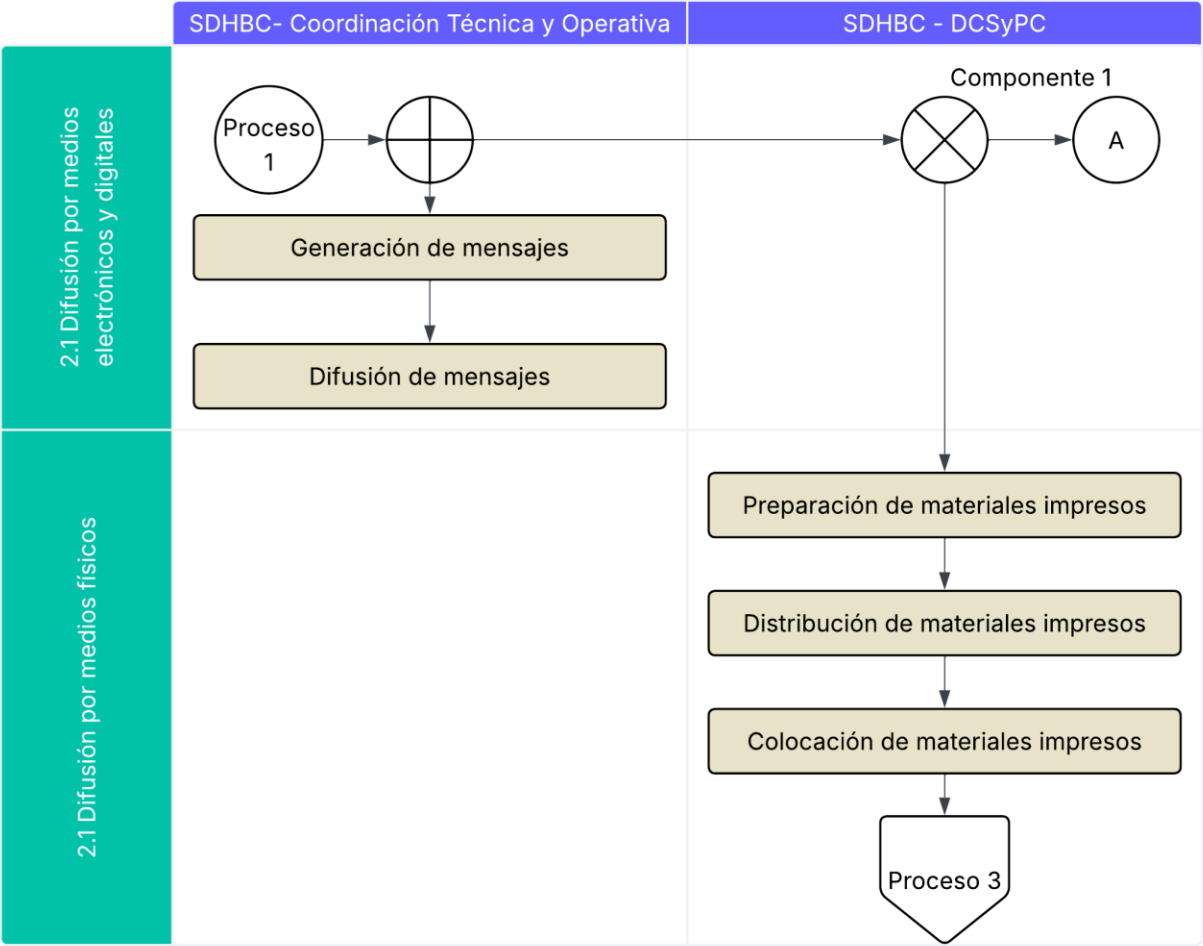 SDHBC- Coordinación Técnica y Operativa
SDHBC - DCSyPC
2.1 Difusión por medios
electrónicos y digitales
Componente 1
Proceso
1
A
Generación de mensajes
Difusión de mensajes
2.1 Difusión por medios físicos
Preparación de materiales impresos
Distribución de materiales impresos
Colocación de materiales impresos
Proceso 3